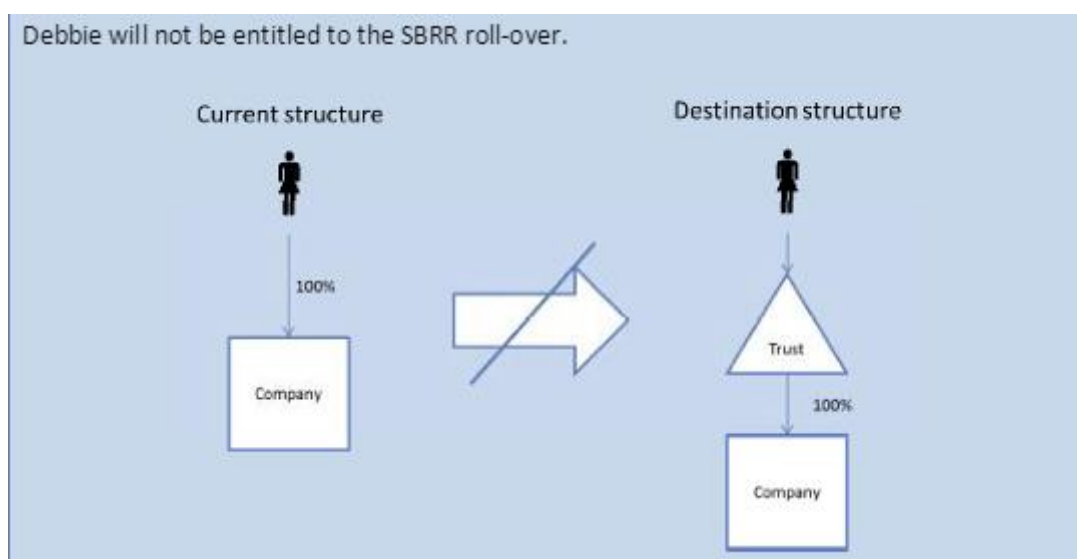 Debbie will not be entitled to the SBRR roll-over.
Current structure
Destination structure
100%
Company
Trust
100%
Company